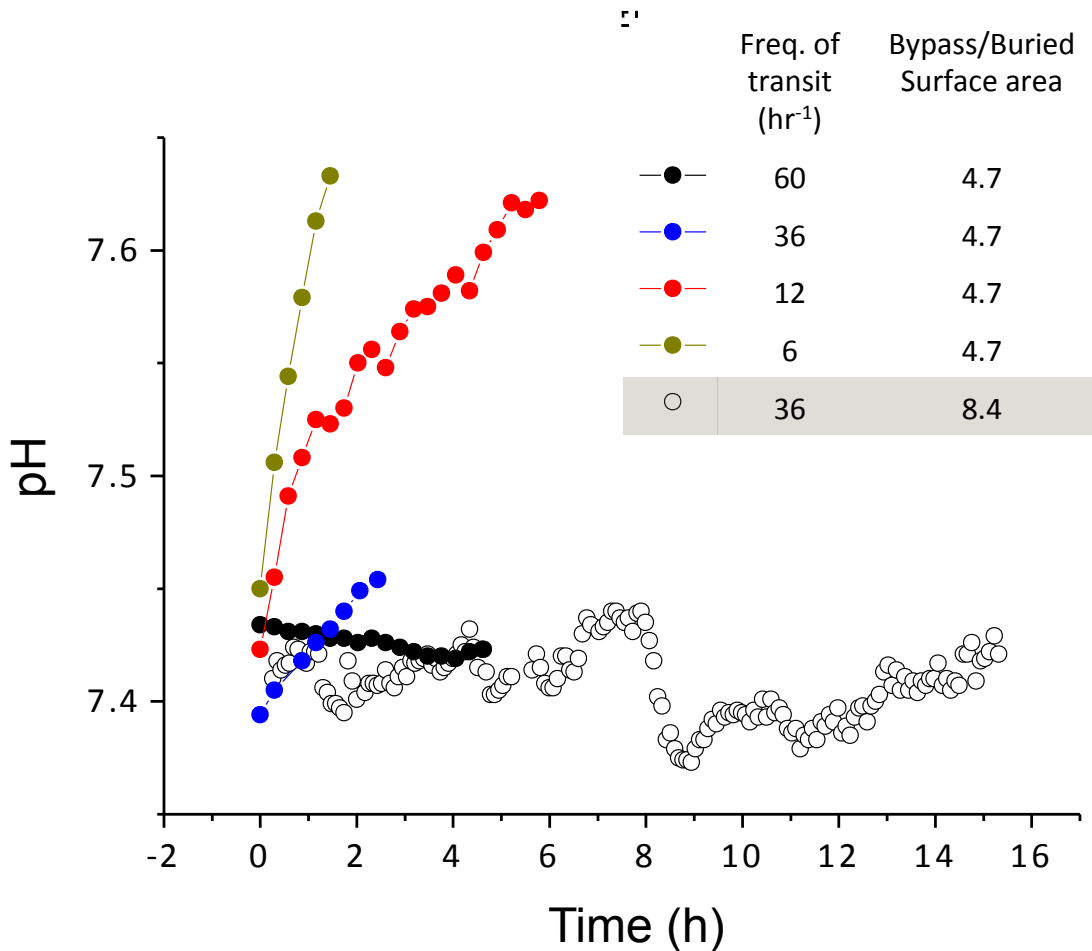 Freq. of transit (hr-1)
Bypass/Buried Surface area
60 4.7
36 4.7
12 4.7
6 4.7
36 8.4
7.6
7.5
7.4
pH
-2 0 2 4 6 8 10 12 14 16
Time (h)